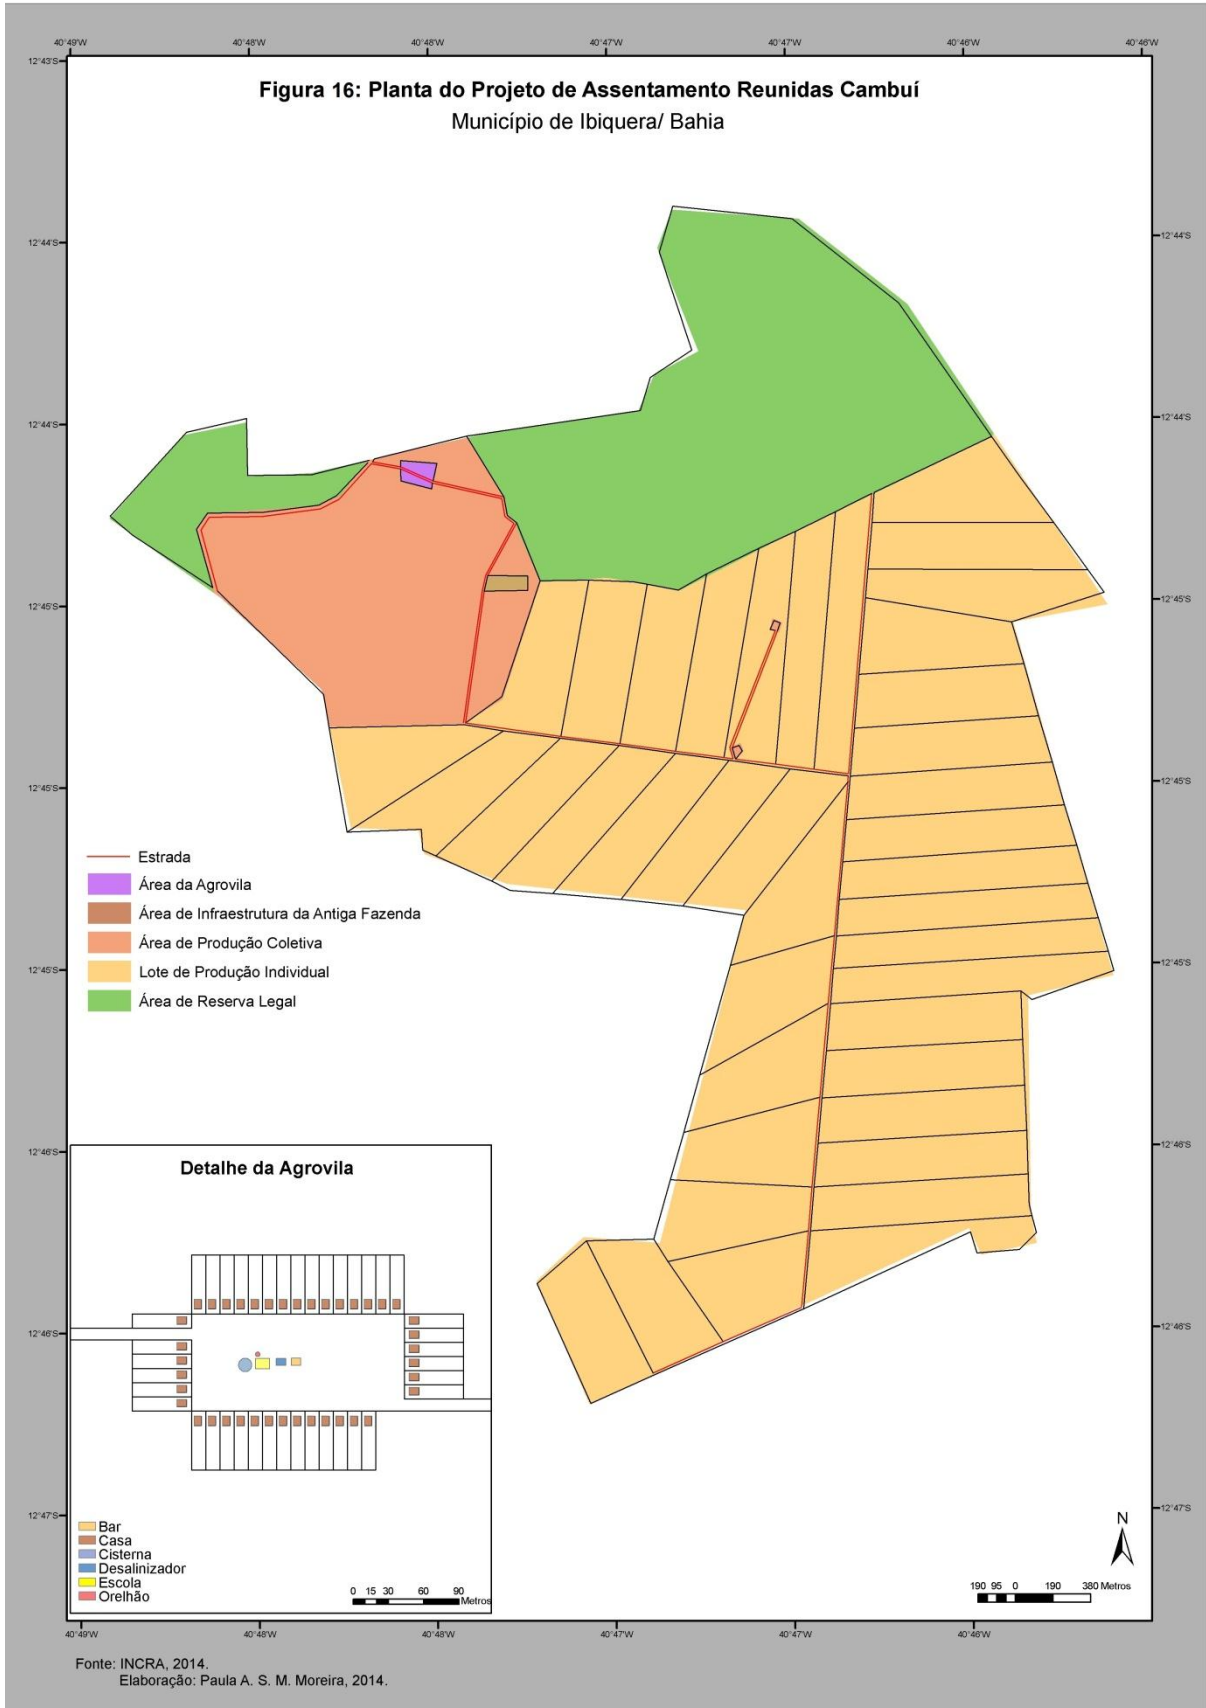 40°49'W 40°48'W 40°48'W 40°47'W 40°47'W 40°46'W 40°46'W
12°43'S
Figura 16: Planta do Projeto de Assentamento Reunidas Cambuí
Município de Ibiquera/ Bahia
12°44'S 12°44'S
12°44'S 12°44'S
12°45'S 12°45'S
12°45'S 12°45'S
Estrada
Área da Agrovila
Área de Infraestrutura da Antiga Fazenda
Área de Produção Coletiva
Lote de Produção Individual
12°45'S 12°45'S
Área de Reserva Legal
12°46'S 12°46'S
Detalhe da Agrovila
12°46'S 12°46'S
12°47'S 12°47'S
N
Bar
Casa
Cisterna
Desalinizador
Escola
Orelhão
0 15 30 60 90
Metros
190 95 0 190 380 Metros
40°49'W 40°48'W 40°48'W 40°47'W 40°47'W 40°46'W
Fonte: INCRA, 2014.
Elaboração: Paula A. S. M. Moreira, 2014.